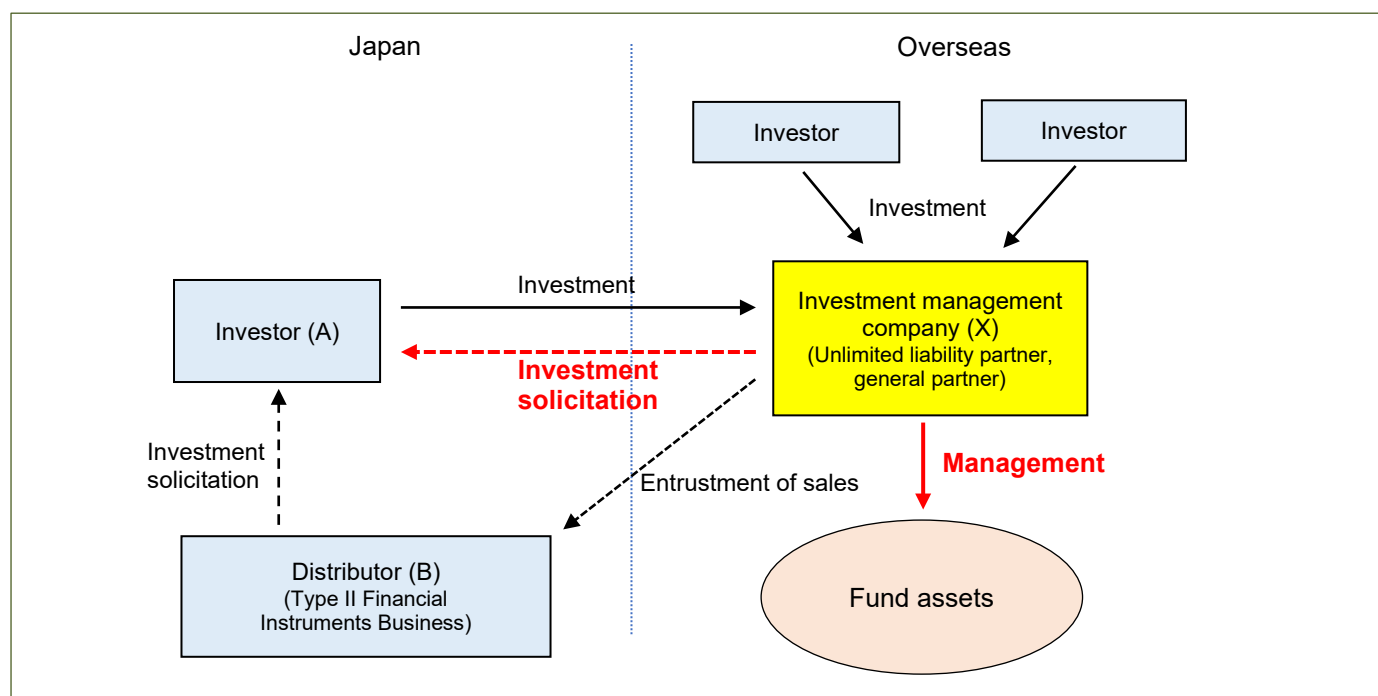 Japan
Overseas
Investor
Investor
Investment
Investment
Investor (A)
Investment management
company (X)
(Unlimited liability partner,
general partner)
Investment
solicitation
Investment
solicitation
Management
Entrustment of sales
Distributor (B)
(Type II Financial
Instruments Business)
Fund assets